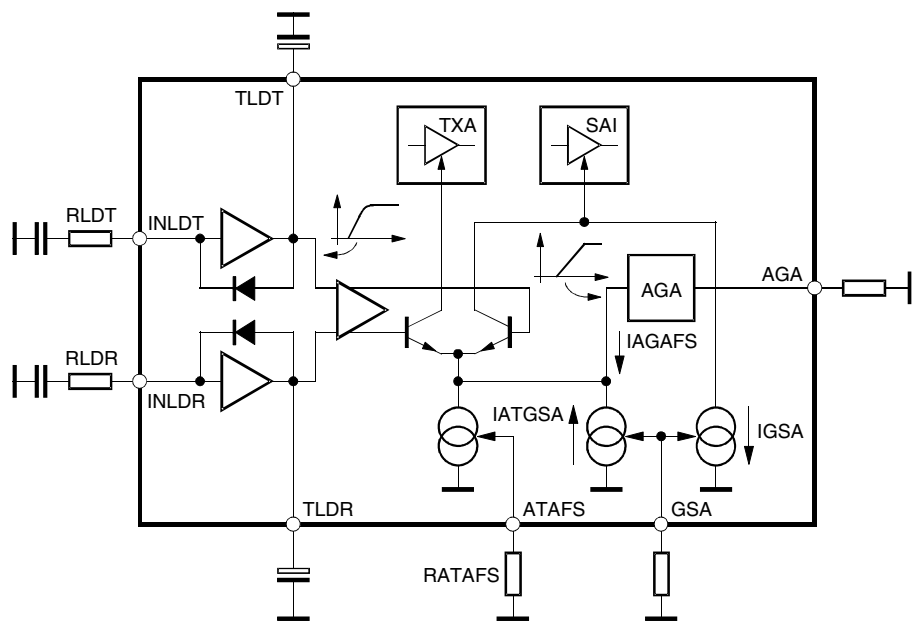 TLDT
TXA
SAI
RLDT
INLDT
AGA
AGA
IAGAFS
RLDR
INLDR
IATGSA
IGSA
TLDR
ATAFS
GSA
RATAFS